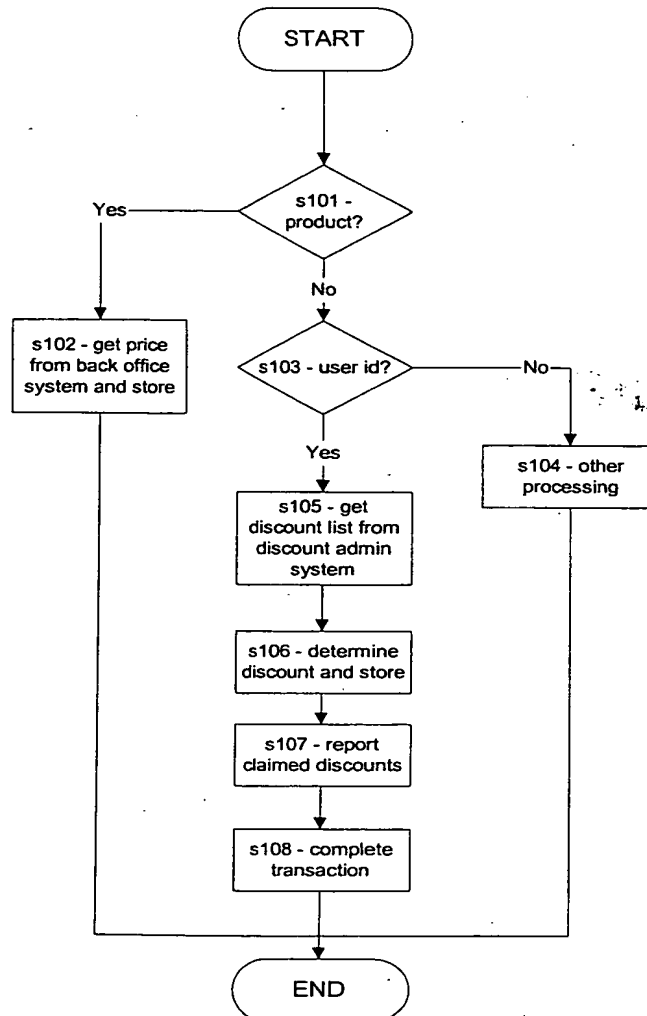 START
s101 -
product?
Yes
No
s102 - get price
from back office
system and store
s103 - user id?
No
Yes
s104 - other
processing
s105 - get
discount list from
discount admin
system
s106 - determine
discount and store
s107 - report
claimed discounts
s108 - complete
transaction
END